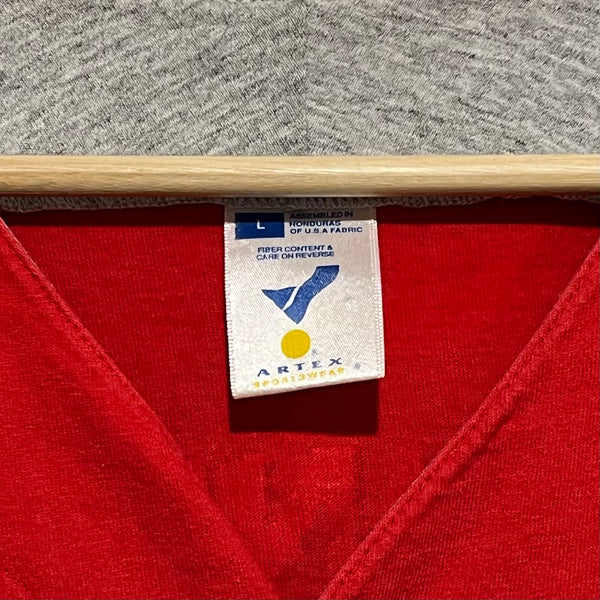 L
ASSEMBLED IN
HONDURAS
OF U.S.A FABRIC
FIBER CONTENT &
CARE ON REVERSE
®
ARTEX
SPORTSWEAR